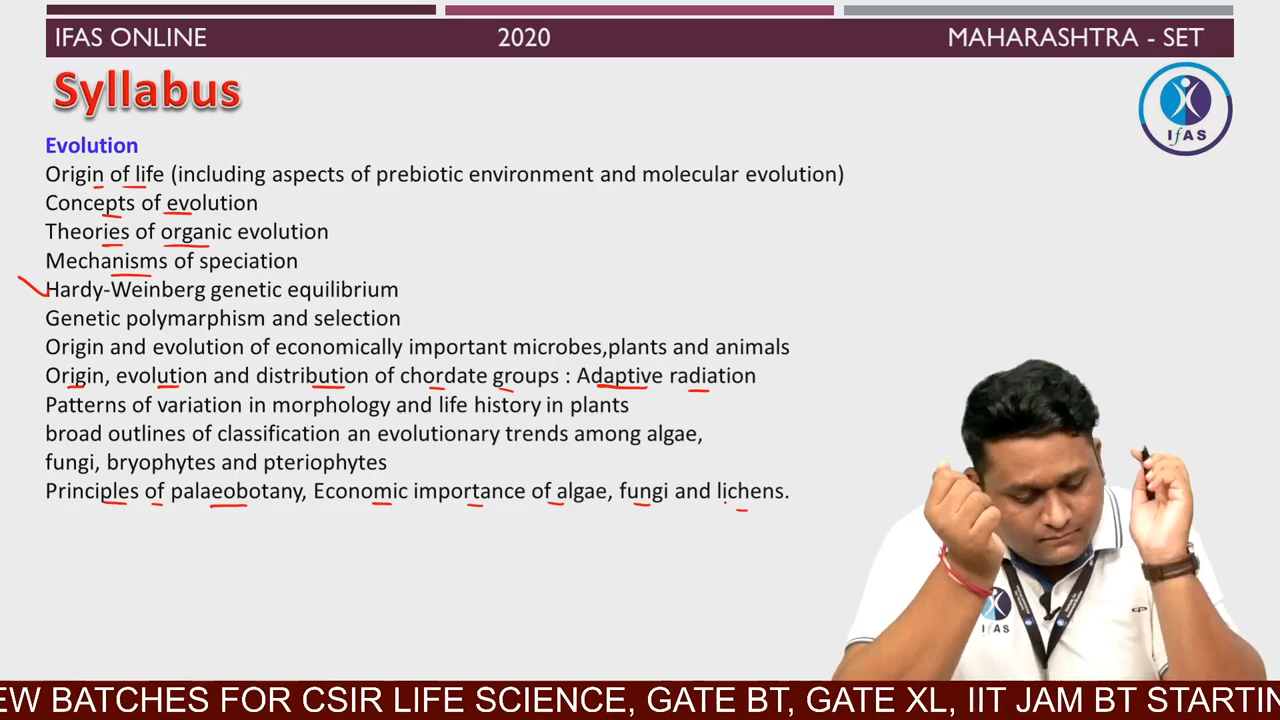 IFAS ONLINE 2020 MAHARASHTRA - SET
Syllabus
IfAS
Evolution
Origin of life (including aspects of prebiotic environment and molecular evolution)
Concepts of evolution
Theories of organic evolution
Mechanisms of speciation
Hardy-Weinberg genetic equilibrium
Genetic polymarphism and selection
Origin and evolution of economically important microbes,plants and animals
Origin, evolution and distribution of chordate groups : Adaptive radiation
Patterns of variation in morphology and life history in plants
broad outlines of classification an evolutionary trends among algae,
fungi, bryophytes and pteriophytes
Principles of palaeobotany, Economic importance of algae, fungi and lichens.
IfAS
EW BATCHES FOR CSIR LIFE SCIENCE, GATE BT, GATE XL, IIT JAM BT STARTIN